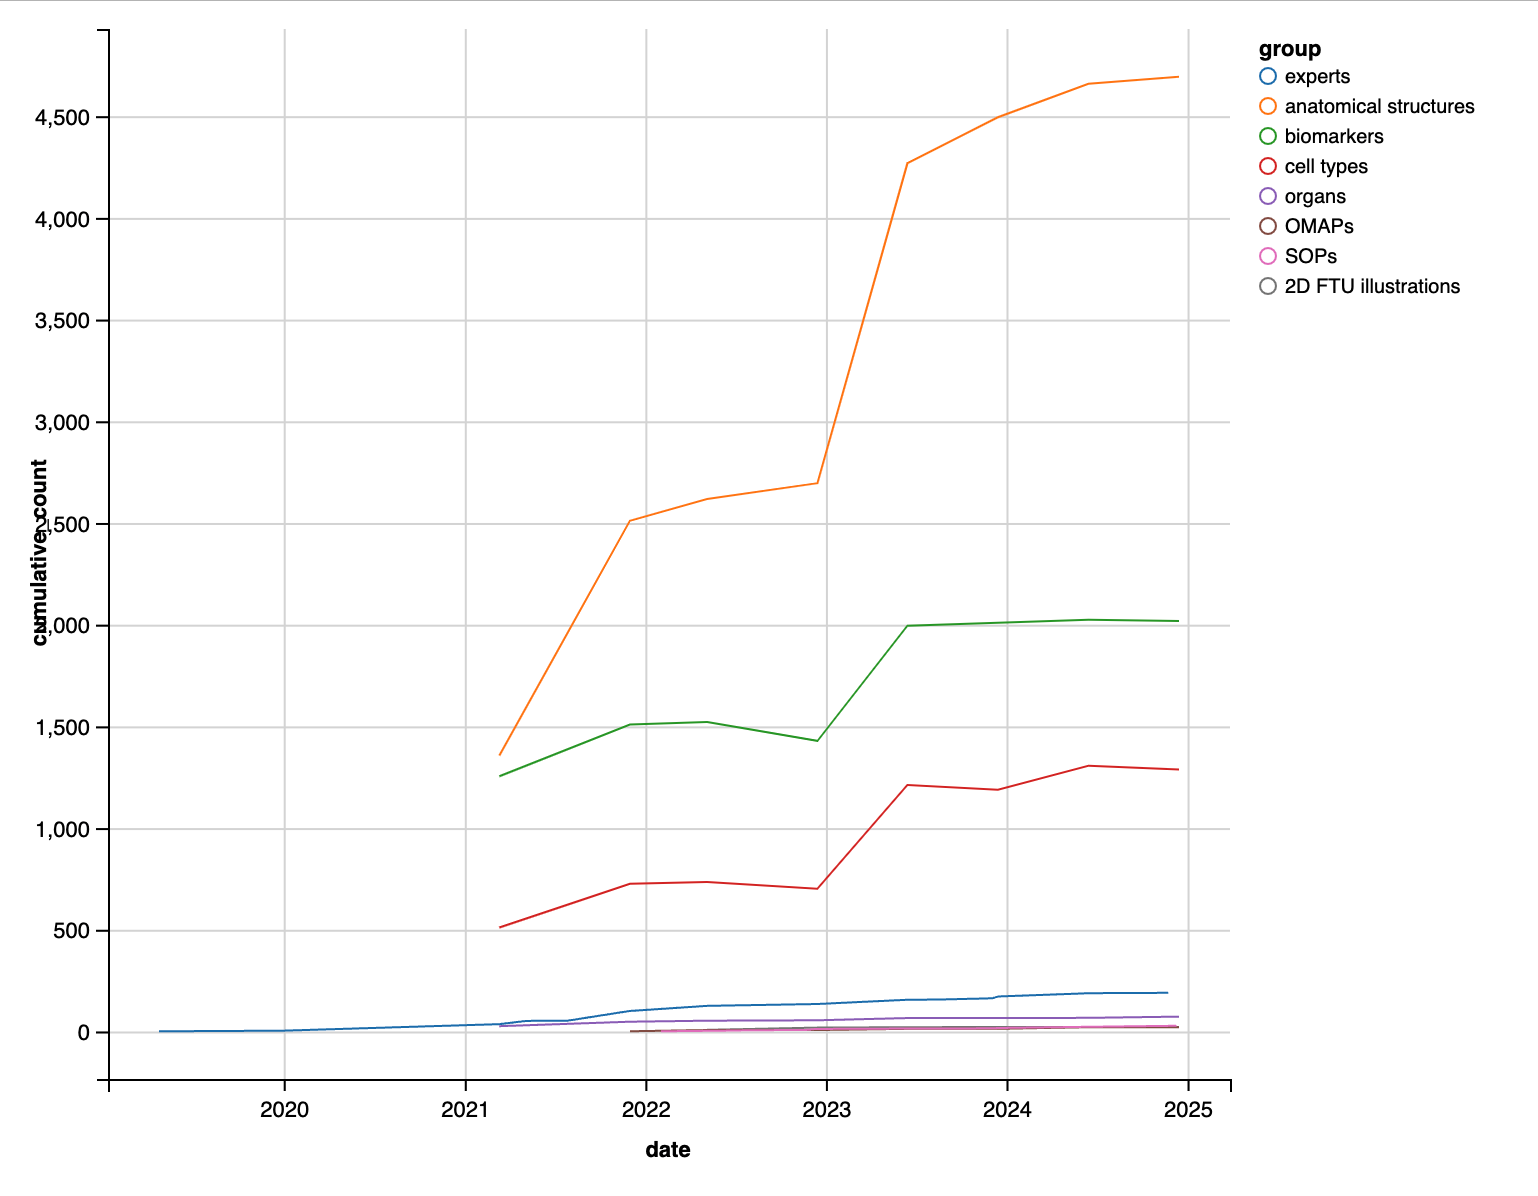 group
experts
anatomical structures
biomarkers
cell types
organs
OMAPs
SOPs
2D FTU illustrations
cumulative count
4,500
4,000
3,500
3,000
2,500
2,000
1,500
1,000
500
0
2020 2021 2022 2023 2024 2025
date